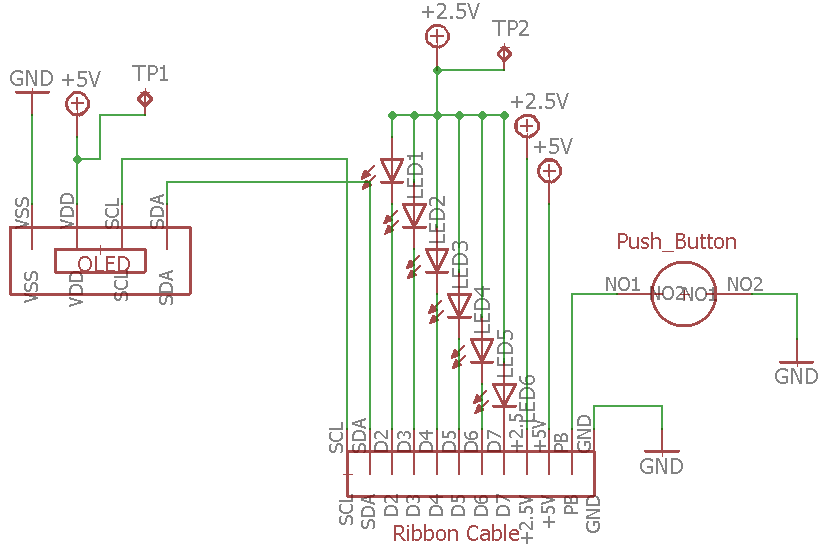 +2.5V
TP2
GND
+5V
TP1
+2.5V
+5V
LED1
LED2
LED3
LED4
LED5
LED6
VSS
VDD
SCL
SDA
OLED
VSS
VDD
SCL
SDA
Push_Button
NO1
NO2
NO1
NO2
GND
SCL
SDA
D2
D3
D4
D5
D6
D7
+2.5
+5V
PB
GND
GND
SCL
SDA
D2
D3
D4
D5
D6
D7
+2.5V
+5V
PB
GND
Ribbon Cable